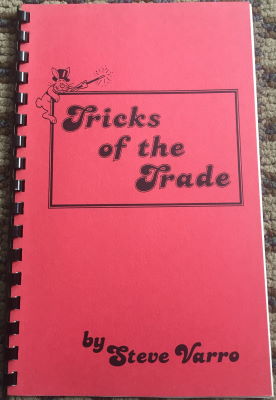 Tricks
of the
Trade
by
Steve Varro